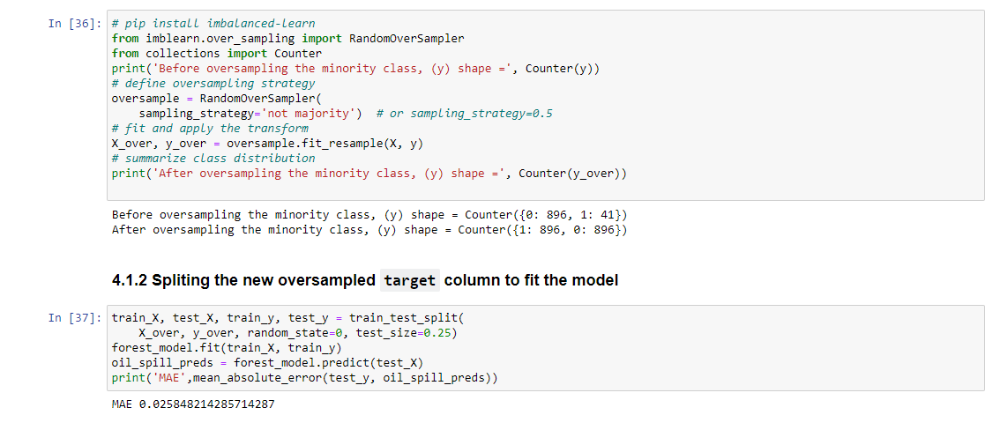 In [36]: # pip install imbalanced-learn
from imblearn.over_sampling import RandomOverSampler
from collections import Counter
print('Before oversampling the minority class, (y) shape =', Counter(y))
# define oversampling strategy
oversample = RandomOverSampler(
    sampling_strategy='not majority')  # or sampling_strategy=0.5
# fit and apply the transform
X_over, y_over = oversample.fit_resample(X, y)
# summarize class distribution
print('After oversampling the minority class, (y) shape =', Counter(y_over))
Before oversampling the minority class, (y) shape = Counter({0: 896, 1: 41})
After oversampling the minority class, (y) shape = Counter({1: 896, 0: 896})
4.1.2 Spliting the new oversampled target column to fit the model
In [37]: train_X, test_X, train_y, test_y = train_test_split(
    X_over, y_over, random_state=0, test_size=0.25)
forest_model.fit(train_X, train_y)
oil_spill_preds = forest_model.predict(test_X)
print('MAE',mean_absolute_error(test_y, oil_spill_preds))
MAE 0.025848214285714287